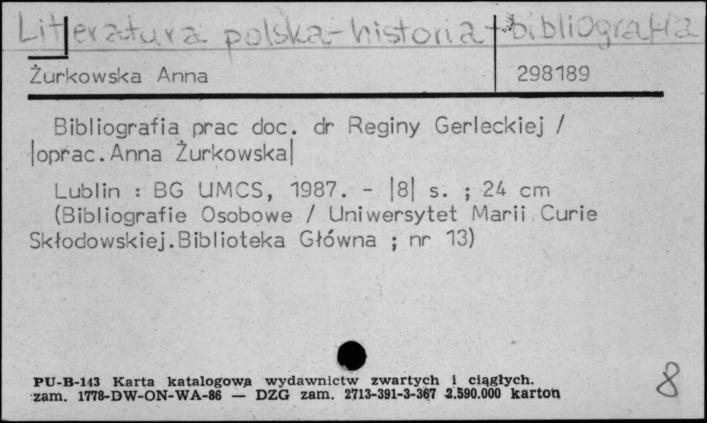 Literatura polska-historia-bibliografia
Żurkowska Anna 298189
Bibliografia prac doc. dr Reginy Gerleckiej /
|oprac.Anna Żurkowska|
Lublin : BG UMCS, 1987. - |8| s. ; 24 cm
(Bibliografie Osobowe / Uniwersytet Marii Curie
Skłodowskiej.Biblioteka Główna ; nr 13)
PU-B-143 Karta katalogowa wydawnictw zwartych i ciągłych.
zam. 1778-DW-ON-WA-86 — DZG zam. 2713-391-3-367 2.590.000 karton
8